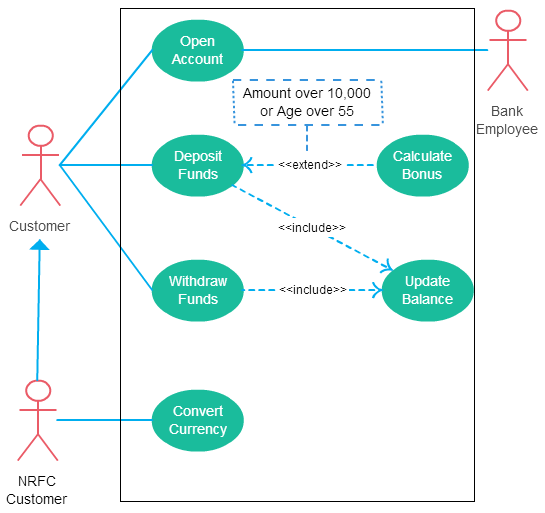 Open
Account
Bank
Employee
Amount over 10,000
or Age over 55
Customer
Deposit
Funds
<<extend>>
Calculate
Bonus
<<include>>
Withdraw
Funds
<<include>>
Update
Balance
NRFC
Customer
Convert
Currency